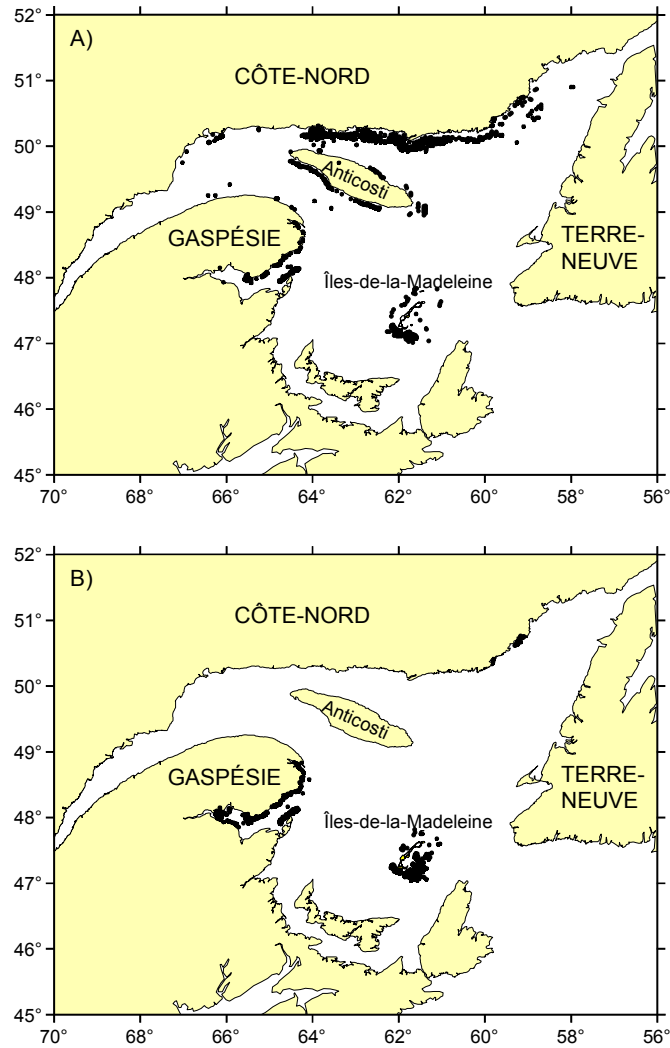 52°
A)
CÔTE-NORD
51°
50°
Anticosti
49°
GASPÉSIE
TERRE-
NEUVE
48°
Îles-de-la-Madeleine
47°
46°
45°
70° 68° 66° 64° 62° 60° 58° 56°
52°
B)
CÔTE-NORD
51°
50°
Anticosti
49°
GASPÉSIE
TERRE-
NEUVE
48°
Îles-de-la-Madeleine
47°
46°
45°
70° 68° 66° 64° 62° 60° 58° 56°